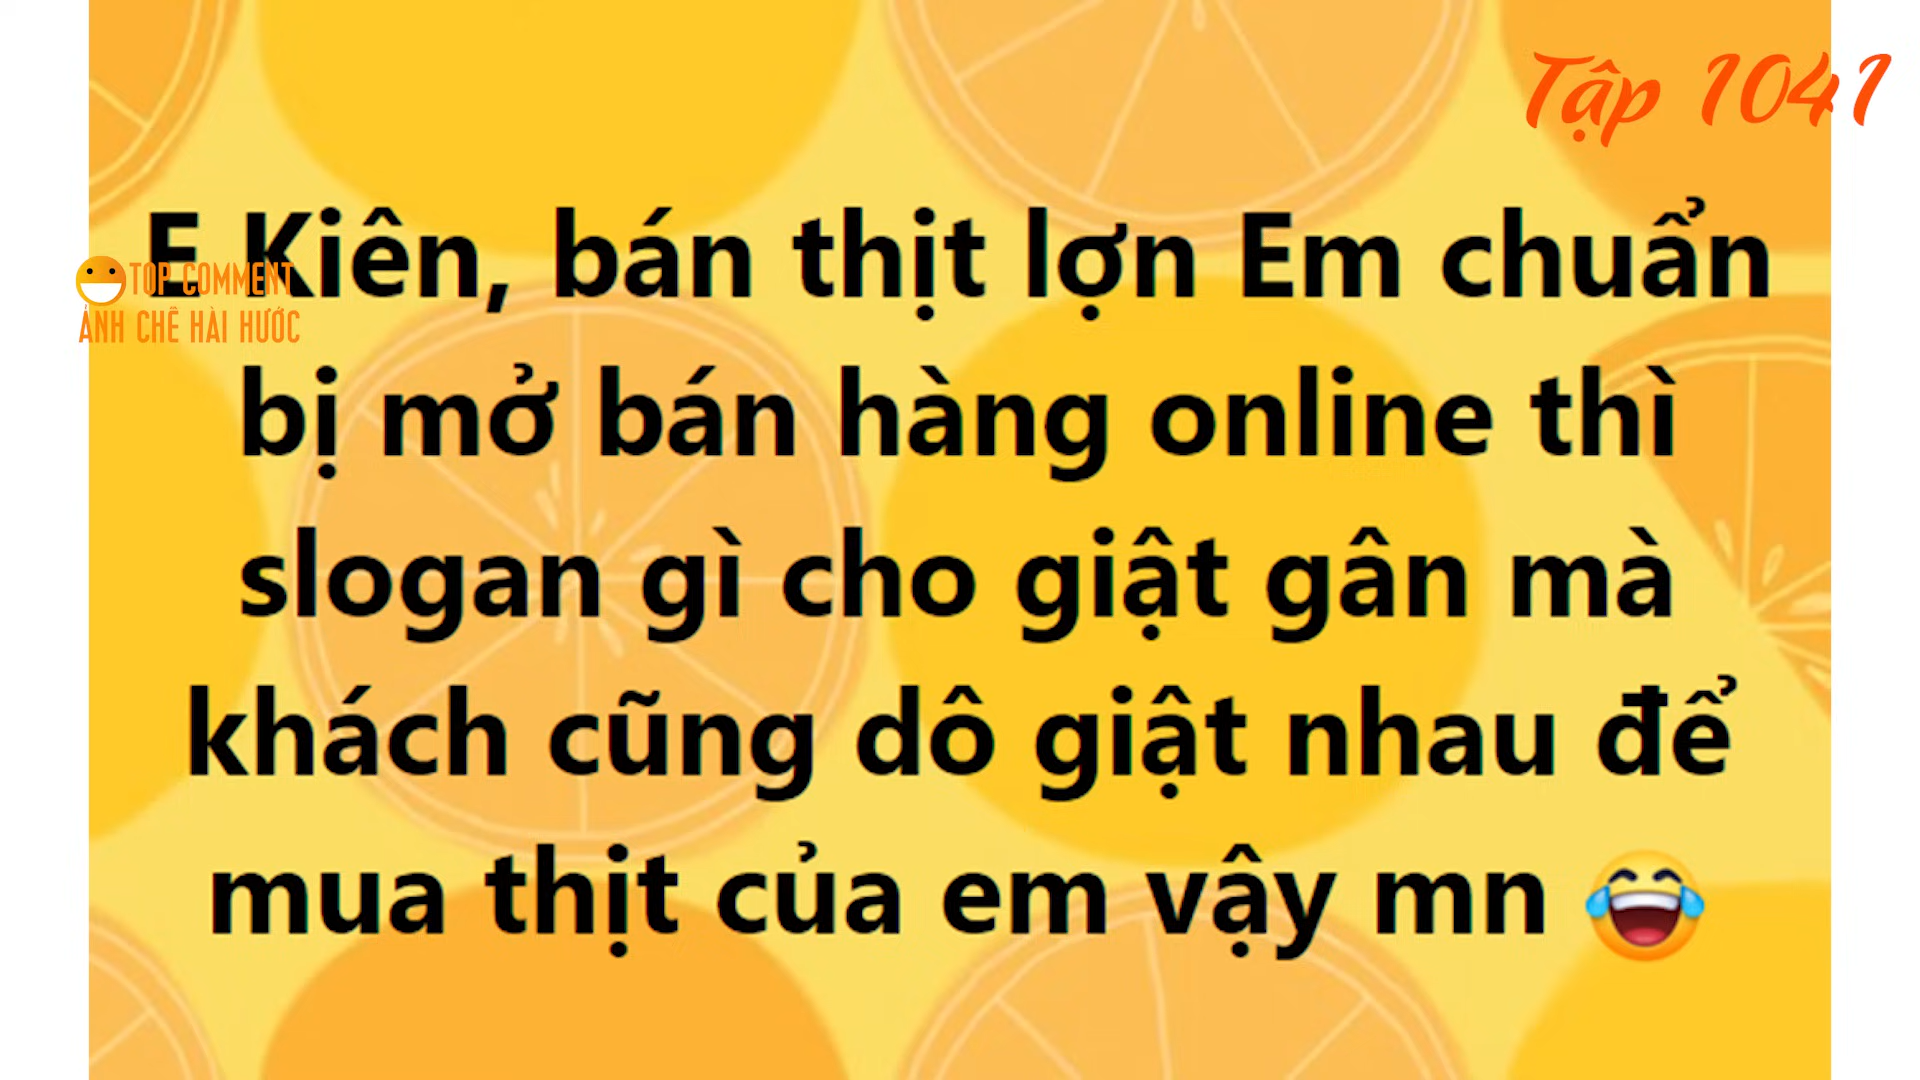 Tập 1041
E Kiên, bán thịt lợn Em chuẩn
TOP COMMENT
ẢNH CHẾ HÀI HƯỚC
bị mở bán hàng online thì
slogan gì cho giật gân mà
khách cũng dô giật nhau để
mua thịt của em vậy mn 😂